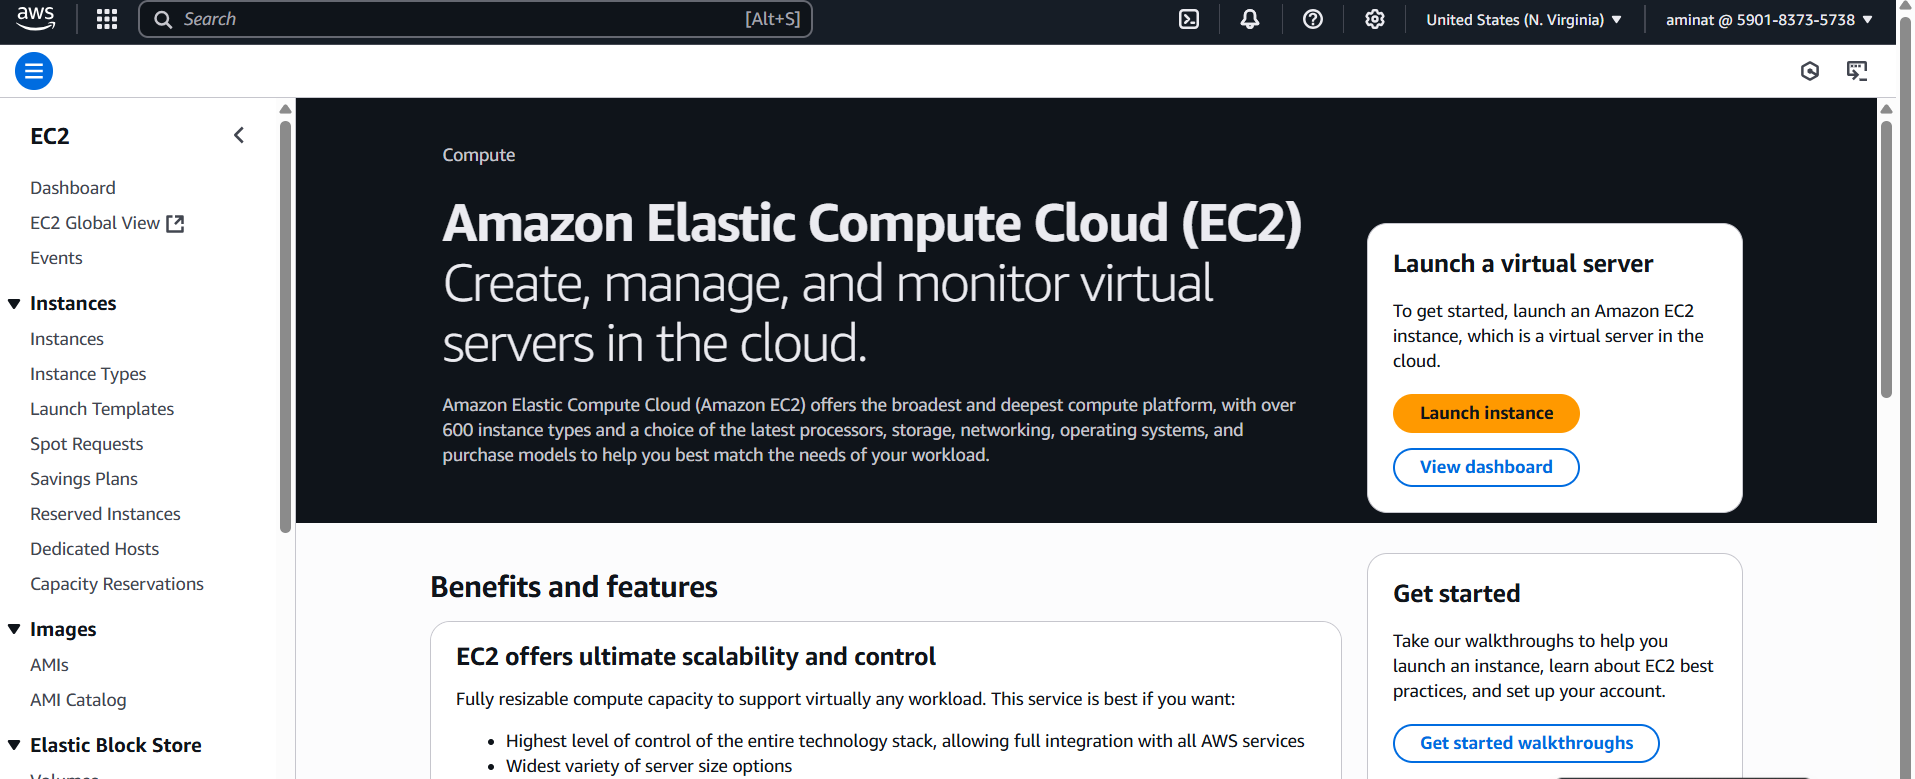 aws
Search
[Alt+S]
United States (N. Virginia)
aminat @ 5901-8373-5738
EC2
Dashboard
EC2 Global View
Events
Instances
Instances
Instance Types
Launch Templates
Spot Requests
Savings Plans
Reserved Instances
Dedicated Hosts
Capacity Reservations
Images
AMIs
AMI Catalog
Elastic Block Store
Volumes
Compute
Amazon Elastic Compute Cloud (EC2)
Create, manage, and monitor virtual
servers in the cloud.
Amazon Elastic Compute Cloud (Amazon EC2) offers the broadest and deepest compute platform, with over
600 instance types and a choice of the latest processors, storage, networking, operating systems, and
purchase models to help you best match the needs of your workload.
Launch a virtual server
To get started, launch an Amazon EC2
instance, which is a virtual server in the
cloud.
Launch instance
View dashboard
Benefits and features
EC2 offers ultimate scalability and control
Fully resizable compute capacity to support virtually any workload. This service is best if you want:
• Highest level of control of the entire technology stack, allowing full integration with all AWS services
• Widest variety of server size options
Get started
Take our walkthroughs to help you
launch an instance, learn about EC2 best
practices, and set up your account.
Get started walkthroughs